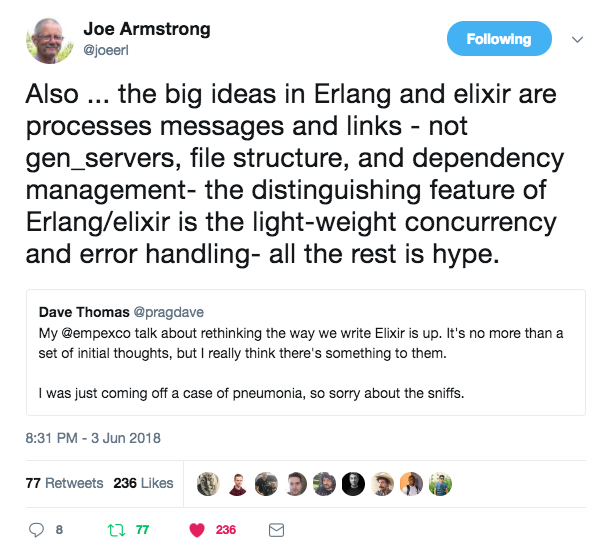 Joe Armstrong
@joeerl
Following
Also ... the big ideas in Erlang and elixir are
processes messages and links - not
gen_servers, file structure, and dependency
management- the distinguishing feature of
Erlang/elixir is the light-weight concurrency
and error handling- all the rest is hype.
Dave Thomas @pragdave
My @empexco talk about rethinking the way we write Elixir is up. It's no more than a
set of initial thoughts, but I really think there's something to them.
I was just coming off a case of pneumonia, so sorry about the sniffs.
8:31 PM - 3 Jun 2018
77 Retweets 236 Likes
8 77 236